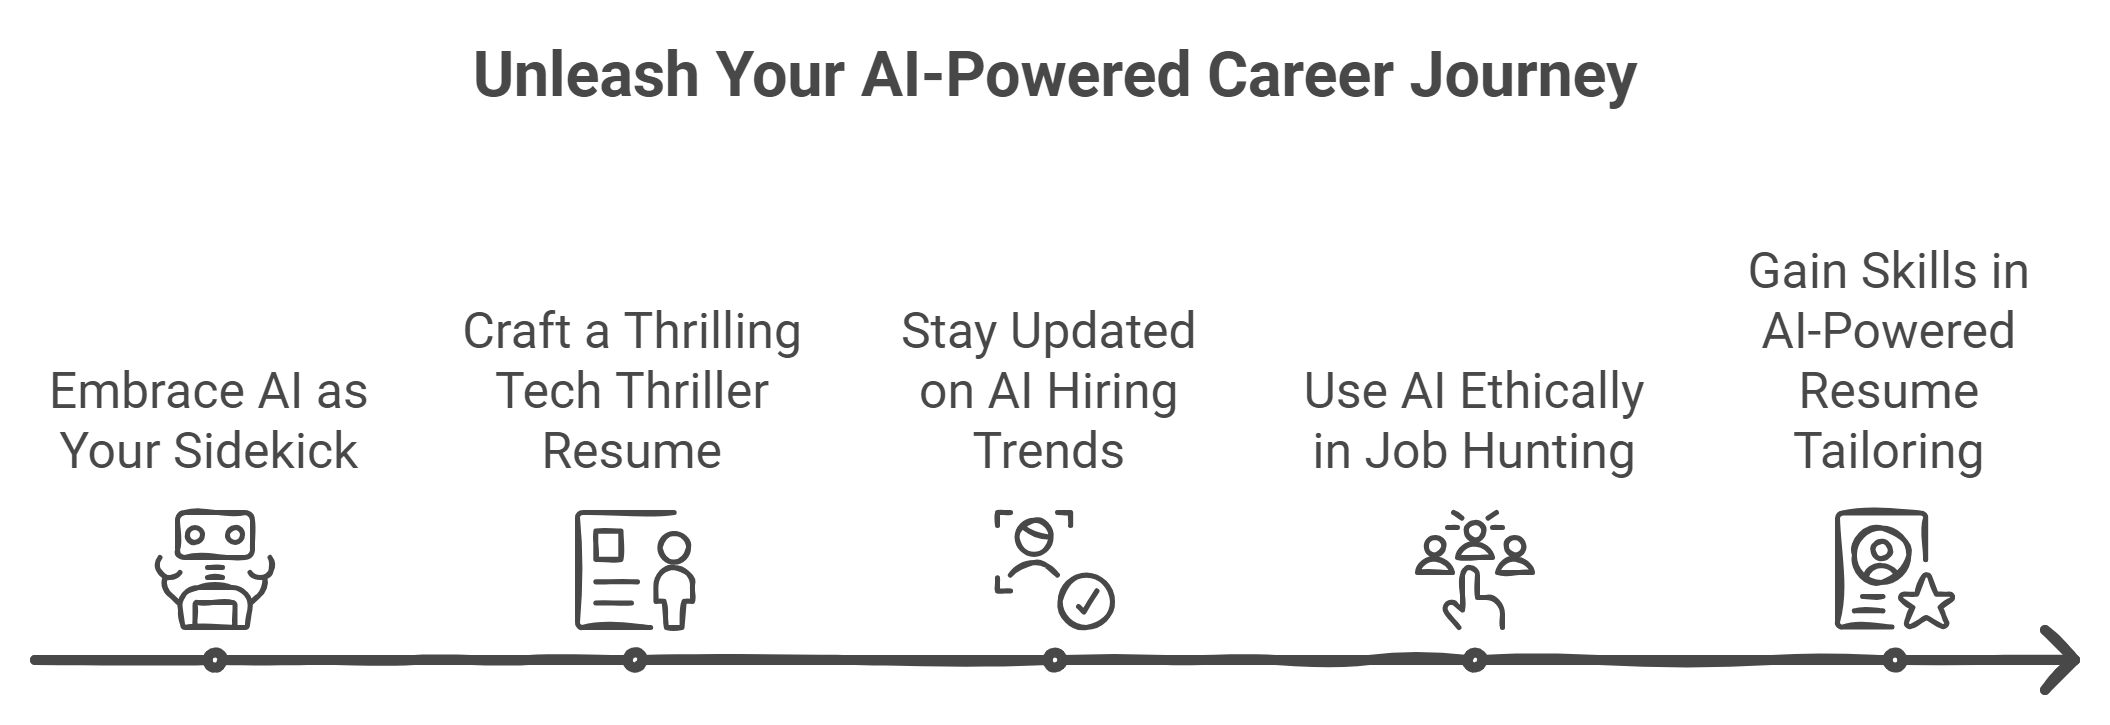 Unleash Your AI-Powered Career Journey
Embrace AI as
Your Sidekick
Craft a Thrilling
Tech Thriller
Resume
Stay Updated
on AI Hiring
Trends
Use AI Ethically
in Job Hunting
Gain Skills in
AI-Powered
Resume
Tailoring